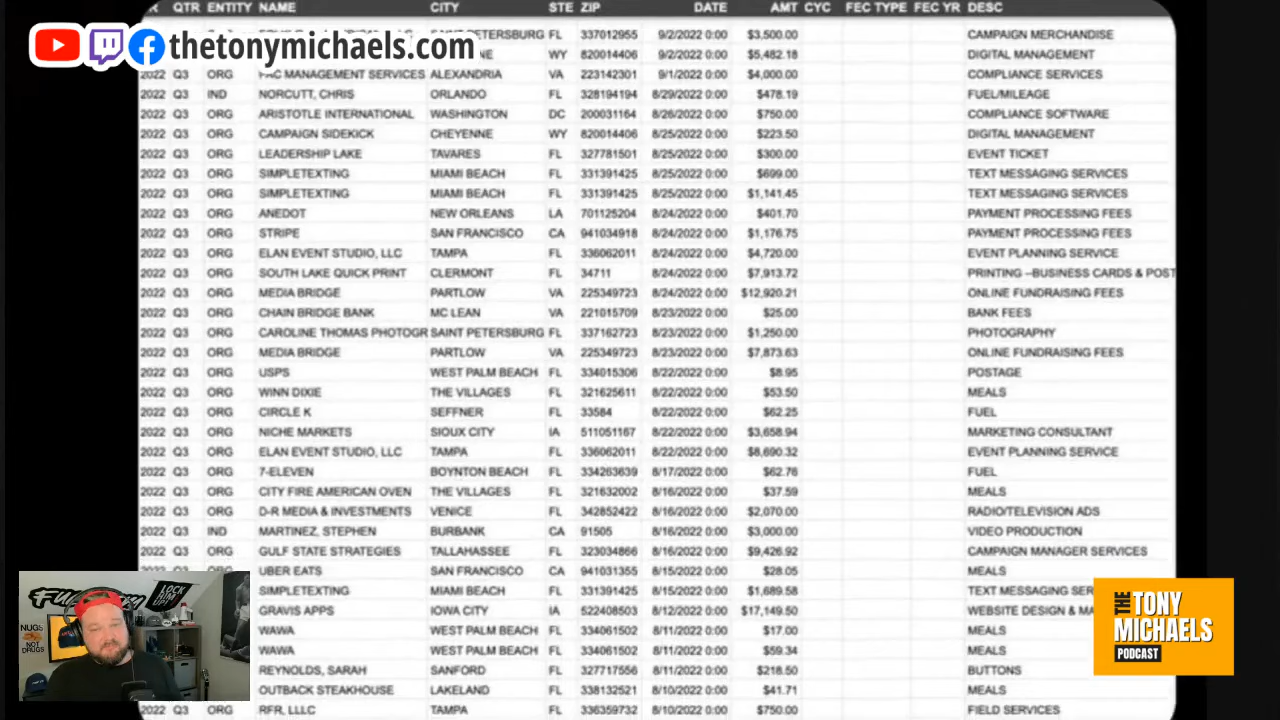 QTR ENTITY NAME CITY STE ZIP DATE AMT CYC FEC TYPE FEC YR DESC
thetonymichaels.com
SAINT PETERSBURG FL 337012955 9/2/2022 0:00 $3,500.00 CAMPAIGN MERCHANDISE
WY 820014406 9/2/2022 0:00 $5,482.18 DIGITAL MANAGEMENT
2022 Q3 ORG PAC MANAGEMENT SERVICES ALEXANDRIA VA 223142301 9/1/2022 0:00 $4,000.00 COMPLIANCE SERVICES
2022 Q3 IND NORCUTT, CHRIS ORLANDO FL 328194194 8/29/2022 0:00 $478.19 FUEL/MILEAGE
2022 Q3 ORG ARISTOTLE INTERNATIONAL WASHINGTON DC 200031164 8/26/2022 0:00 $750.00 COMPLIANCE SOFTWARE
2022 Q3 ORG CAMPAIGN SIDEKICK CHEYENNE WY 820014406 8/25/2022 0:00 $223.50 DIGITAL MANAGEMENT
2022 Q3 ORG LEADERSHIP LAKE TAVARES FL 327781501 8/25/2022 0:00 $300.00 EVENT TICKET
2022 Q3 ORG SIMPLETEXTING MIAMI BEACH FL 331391425 8/25/2022 0:00 $699.00 TEXT MESSAGING SERVICES
2022 Q3 ORG SIMPLETEXTING MIAMI BEACH FL 331391425 8/25/2022 0:00 $1,141.45 TEXT MESSAGING SERVICES
2022 Q3 ORG ANEDOT NEW ORLEANS LA 701125204 8/24/2022 0:00 $401.70 PAYMENT PROCESSING FEES
2022 Q3 ORG STRIPE SAN FRANCISCO CA 941034918 8/24/2022 0:00 $1,176.75 PAYMENT PROCESSING FEES
2022 Q3 ORG ELAN EVENT STUDIO, LLC TAMPA FL 336062011 8/24/2022 0:00 $4,720.00 EVENT PLANNING SERVICE
2022 Q3 ORG SOUTH LAKE QUICK PRINT CLERMONT FL 34711 8/24/2022 0:00 $7,913.72 PRINTING --BUSINESS CARDS & POST
2022 Q3 ORG MEDIA BRIDGE PARTLOW VA 225349723 8/24/2022 0:00 $12,920.21 ONLINE FUNDRAISING FEES
2022 Q3 ORG CHAIN BRIDGE BANK MC LEAN VA 221015709 8/23/2022 0:00 $25.00 BANK FEES
2022 Q3 ORG CAROLINE THOMAS PHOTOGR SAINT PETERSBURG FL 337162723 8/23/2022 0:00 $1,250.00 PHOTOGRAPHY
2022 Q3 ORG MEDIA BRIDGE PARTLOW VA 225349723 8/23/2022 0:00 $7,873.63 ONLINE FUNDRAISING FEES
2022 Q3 ORG USPS WEST PALM BEACH FL 334015306 8/22/2022 0:00 $8.95 POSTAGE
2022 Q3 ORG WINN DIXIE THE VILLAGES FL 321625611 8/22/2022 0:00 $53.50 MEALS
2022 Q3 ORG CIRCLE K SEFFNER FL 33584 8/22/2022 0:00 $62.25 FUEL
2022 Q3 ORG NICHE MARKETS SIOUX CITY IA 511051167 8/22/2022 0:00 $3,658.94 MARKETING CONSULTANT
2022 Q3 ORG ELAN EVENT STUDIO, LLC TAMPA FL 336062011 8/22/2022 0:00 $8,690.32 EVENT PLANNING SERVICE
2022 Q3 ORG 7-ELEVEN BOYNTON BEACH FL 334263639 8/17/2022 0:00 $62.76 FUEL
2022 Q3 ORG CITY FIRE AMERICAN OVEN THE VILLAGES FL 321632002 8/16/2022 0:00 $37.59 MEALS
2022 Q3 ORG D-R MEDIA & INVESTMENTS VENICE FL 342852422 8/16/2022 0:00 $2,070.00 RADIO/TELEVISION ADS
2022 Q3 IND MARTINEZ, STEPHEN BURBANK CA 91505 8/16/2022 0:00 $3,000.00 VIDEO PRODUCTION
2022 Q3 ORG GULF STATE STRATEGIES TALLAHASSEE FL 323034866 8/16/2022 0:00 $9,426.92 CAMPAIGN MANAGER SERVICES
UBER EATS SAN FRANCISCO CA 941031355 8/15/2022 0:00 $28.05 MEALS
SIMPLETEXTING MIAMI BEACH FL 331391425 8/15/2022 0:00 $1,689.58 TEXT MESSAGING SER
GRAVIS APPS IOWA CITY IA 522408503 8/12/2022 0:00 $17,149.50 WEBSITE DESIGN & MA
WAWA WEST PALM BEACH FL 334061502 8/11/2022 0:00 $17.00 MEALS
WAWA WEST PALM BEACH FL 334061502 8/11/2022 0:00 $59.34 MEALS
REYNOLDS, SARAH SANFORD FL 327717556 8/11/2022 0:00 $218.50 BUTTONS
OUTBACK STEAKHOUSE LAKELAND FL 338132521 8/10/2022 0:00 $41.71 MEALS
2022 Q3 ORG RFR, LLLC TAMPA FL 336359732 8/10/2022 0:00 $750.00 FIELD SERVICES
LOCK
HIM
UP!
NUGS
NOT
DRUGS
THE TONY
MICHAELS
PODCAST